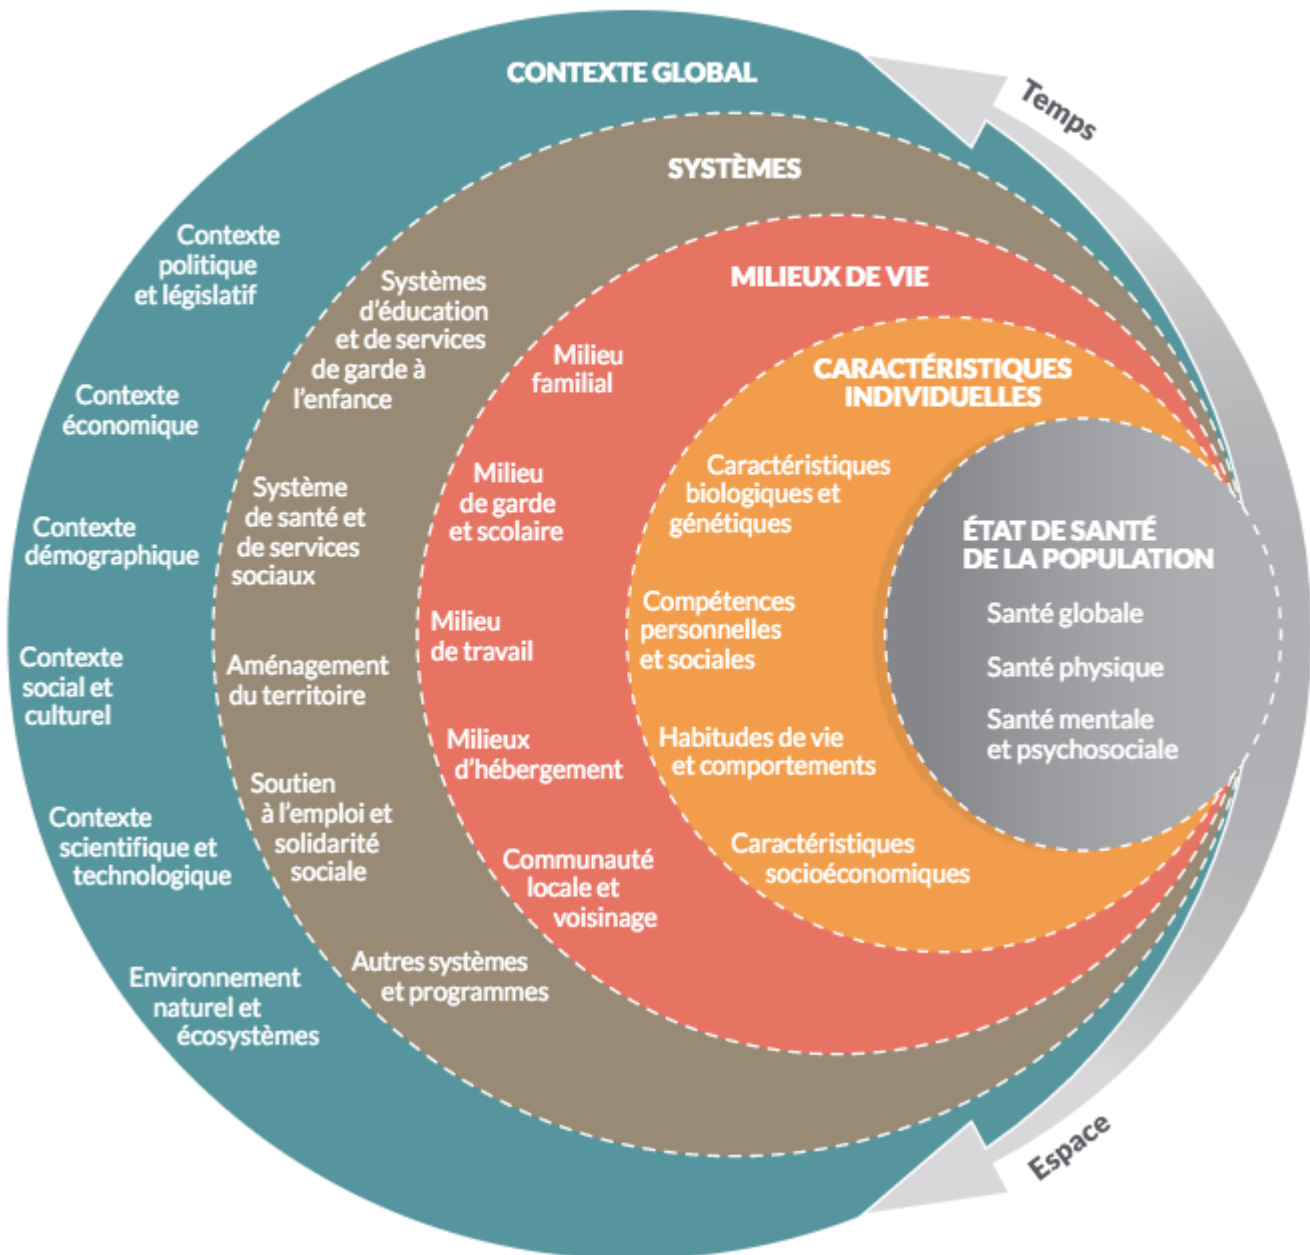 CONTEXTE GLOBAL
Contexte
politique
et législatif
Contexte
économique
Contexte
démographique
Contexte
social et
culturel
Contexte
scientifique et
technologique
Environnement
naturel et
écosystèmes
SYSTÈMES
Systèmes
d'éducation
et de services
de garde à
l'enfance
Système
de santé et
de services
sociaux
Aménagement
du territoire
Soutien
à l'emploi et
solidarité
sociale
Autres systèmes
et programmes
MILIEUX DE VIE
Milieu
familial
Milieu
de garde
et scolaire
Milieu
de travail
Milieux
d'hébergement
Communauté
locale et
voisinage
CARACTÉRISTIQUES
INDIVIDUELLES
Caractéristiques
biologiques et
génétiques
Compétences
personnelles
et sociales
Habitudes de vie
et comportements
Caractéristiques
socioéconomiques
ÉTAT DE SANTÉ
DE LA POPULATION
Santé globale
Santé physique
Santé mentale
et psychosociale
Temps
Espace